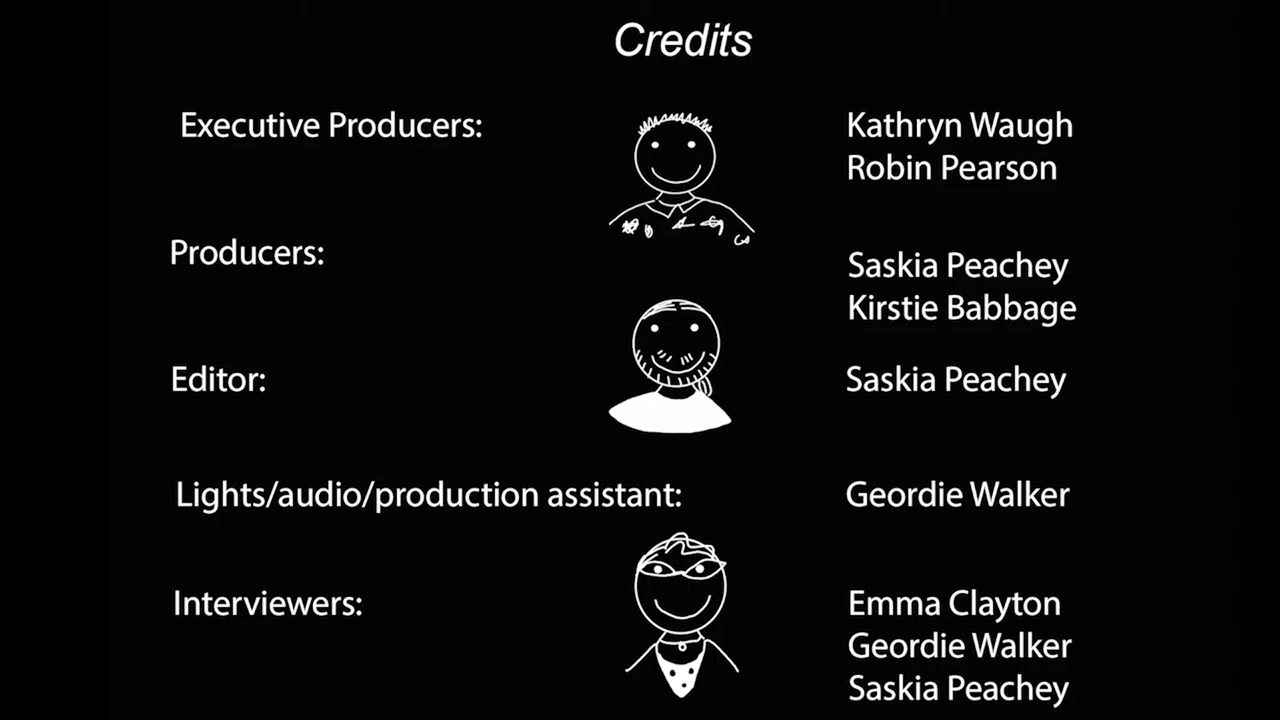 Credits
Executive Producers:
Kathryn Waugh
Robin Pearson
Producers:
Saskia Peachey
Kirstie Babbage
Editor:
Saskia Peachey
Lights/audio/production assistant:
Geordie Walker
Interviewers:
Emma Clayton
Geordie Walker
Saskia Peachey